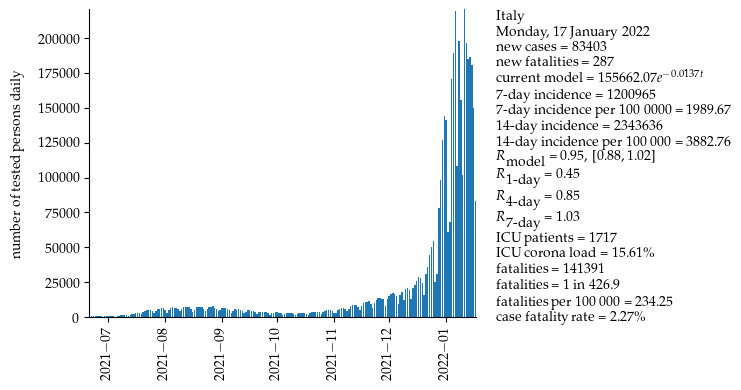 number of tested persons daily
200000
175000
150000
125000
100000
75000
50000
25000
0
2021−07
2021−08
2021−09
2021−10
2021−11
2021−12
2022−01
Italy
Monday, 17 January 2022
new cases = 83403
new fatalities = 287
current model = 155662.07e^−0.0137t
7-day incidence = 1200965
7-day incidence per 100 0000 = 1989.67
14-day incidence = 2343636
14-day incidence per 100 000 = 3882.76
Rmodel = 0.95, [0.88, 1.02]
R1-day = 0.45
R4-day = 0.85
R7-day = 1.03
ICU patients = 1717
ICU corona load = 15.61%
fatalities = 141391
fatalities = 1 in 426.9
fatalities per 100 000 = 234.25
case fatality rate = 2.27%